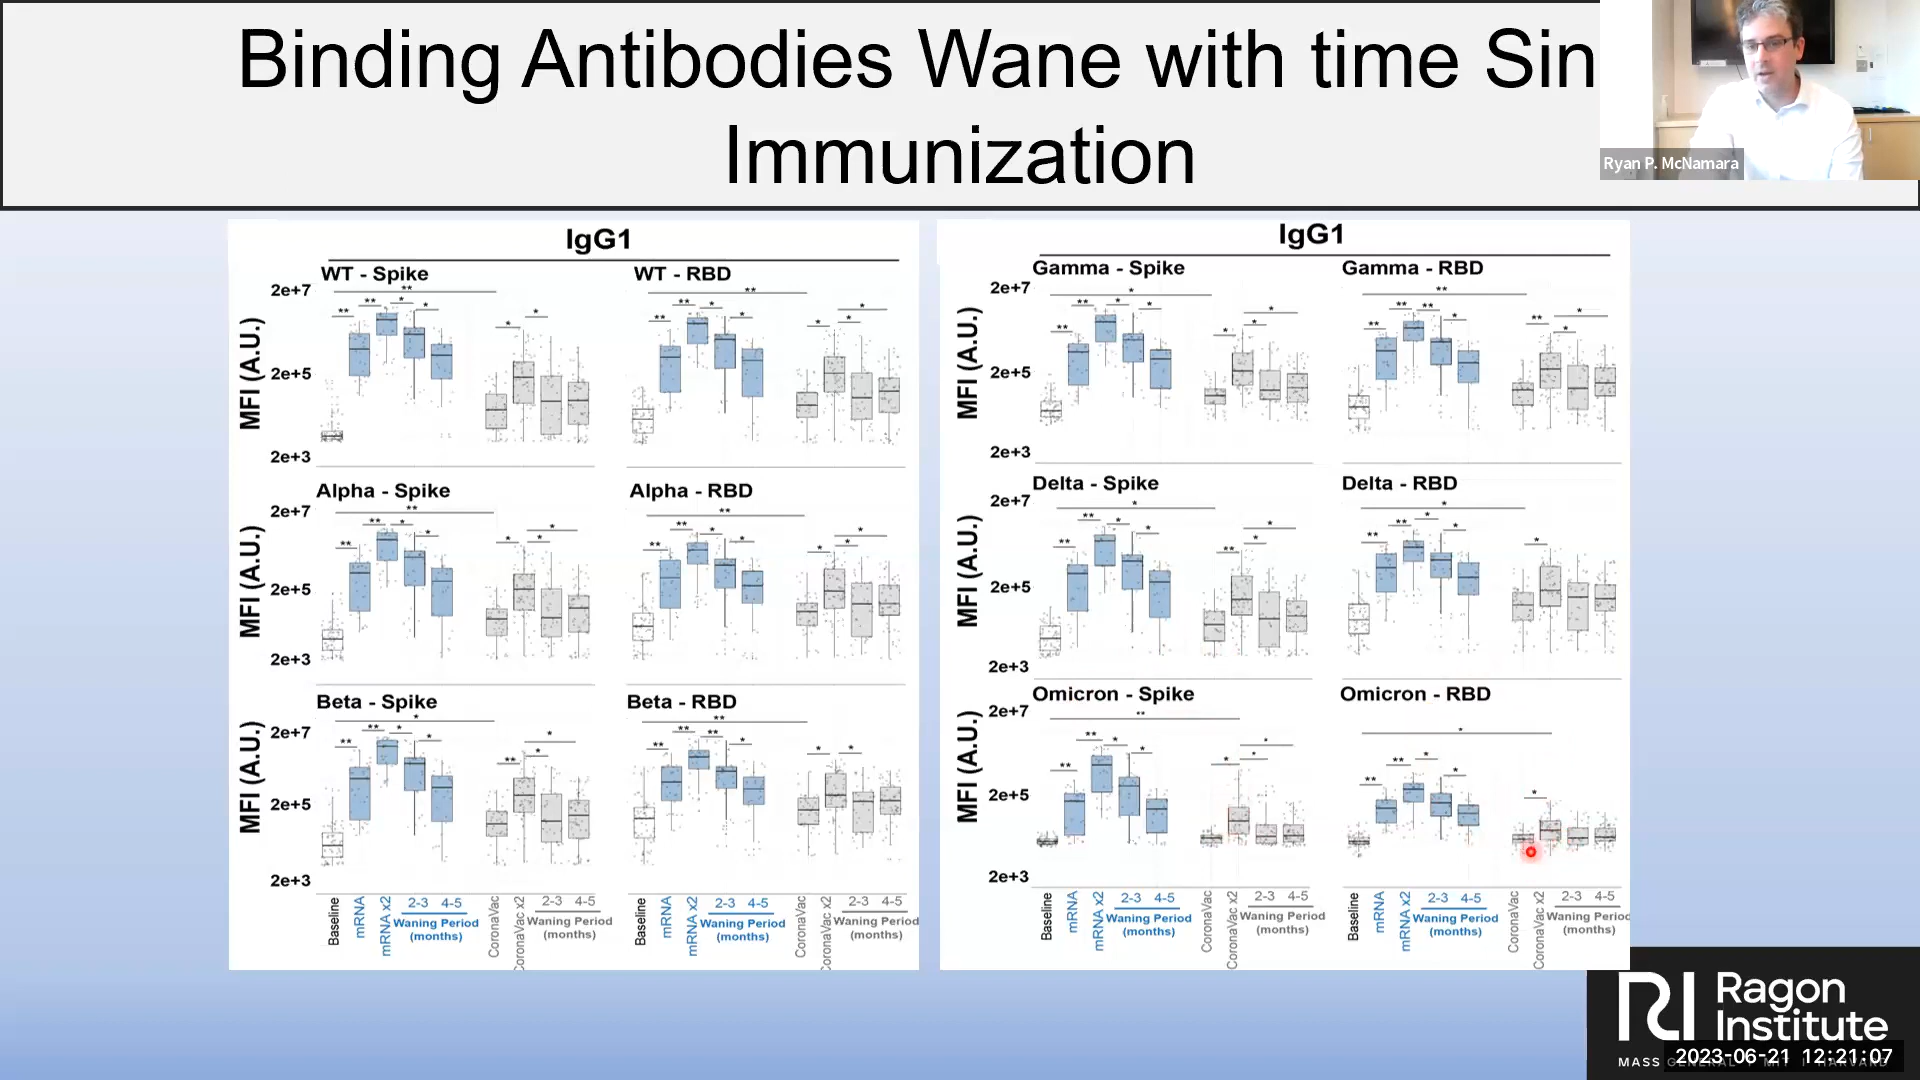 Binding Antibodies Wane with time Sin
Immunization
Ryan P. McNamara
IgG1
WT - Spike
WT - RBD
MFI (A.U.)
2e+7
2e+5
2e+3
** ** * * ** * *
** ** * * ** * * *
Alpha - Spike
Alpha - RBD
MFI (A.U.)
2e+7
2e+5
2e+3
** ** * * ** * * *
** ** * * ** * * *
Beta - Spike
Beta - RBD
MFI (A.U.)
2e+7
2e+5
2e+3
** ** * * * ** * *
** ** ** * ** * *
Baseline
mRNA
mRNA x2
2-3 4-5
Waning Period
(months)
CoronaVac
CoronaVac x2
2-3 4-5
Waning Period
(months)
Baseline
mRNA
mRNA x2
2-3 4-5
Waning Period
(months)
CoronaVac
CoronaVac x2
2-3 4-5
Waning Period
(months)
IgG1
Gamma - Spike
Gamma - RBD
MFI (A.U.)
2e+7
2e+5
2e+3
** ** * * * * * *
** ** ** * ** ** * *
Delta - Spike
Delta - RBD
MFI (A.U.)
2e+7
2e+5
2e+3
** ** * * * ** * *
** ** * * * *
Omicron - Spike
Omicron - RBD
MFI (A.U.)
2e+7
2e+5
2e+3
** ** * * ** * * *
** ** * * * *
Baseline
mRNA
mRNA x2
2-3 4-5
Waning Period
(months)
CoronaVac
CoronaVac x2
2-3 4-5
Waning Period
(months)
Baseline
mRNA
mRNA x2
2-3 4-5
Waning Period
(months)
CoronaVac
CoronaVac x2
2-3 4-5
Waning Period
(months)
RI Ragon
Institute
MASS
2023-06-21 12:21:07